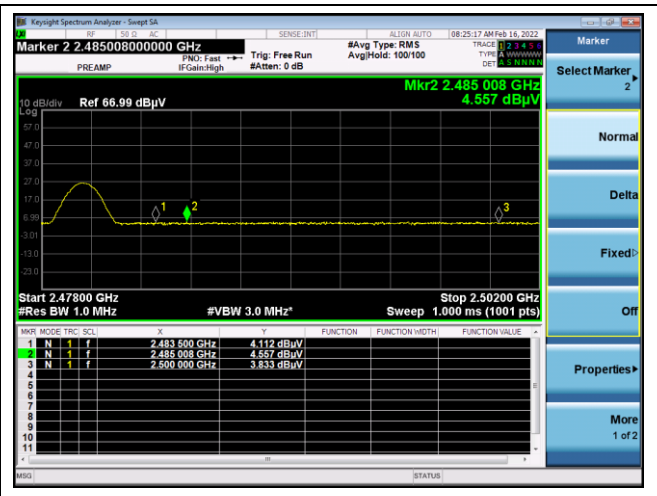 Keysight Spectrum Analyzer - Swept SA
RF 50 Ω AC SENSE:INT ALIGN AUTO 08:25:17 AM Feb 16, 2022
Marker 2 2.485008000000 GHz #Avg Type: RMS TRACE 1 2 3 4 5 6
PNO: Fast Trig: Free Run Avg|Hold: 100/100 TYPE A WWWWW
PREAMP IFGain:High #Atten: 0 dB DET A S N N N N
Mkr2 2.485 008 GHz
10 dB/div Ref 66.99 dBµV 4.557 dBµV
Log
57.0
47.0
37.0
27.0
17.0
6.99
-3.01
-13.0
-23.0
1
2
3
Start 2.47800 GHz Stop 2.50200 GHz
#Res BW 1.0 MHz #VBW 3.0 MHz* Sweep 1.000 ms (1001 pts)
MKR MODE TRC SCL X Y FUNCTION FUNCTION WIDTH FUNCTION VALUE
1 N 1 f 2.483 500 GHz 4.112 dBuV
2 N 1 f 2.485 008 GHz 4.557 dBuV
3 N 1 f 2.500 000 GHz 3.833 dBuV
4
5
6
7
8
9
10
11
MSG STATUS
Marker
Select Marker
2
Normal
Delta
Fixed
Off
Properties
More
1 of 2